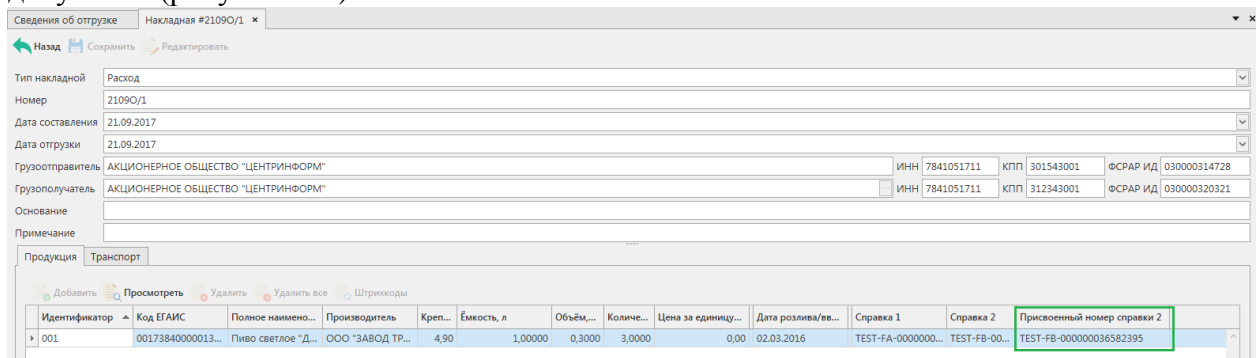 Сведения об отгрузке Накладная #2109О/1 ×
Назад Сохранить Редактировать
Тип накладной Расход
Номер 2109О/1
Дата составления 21.09.2017
Дата отгрузки 21.09.2017
Грузоотправитель АКЦИОНЕРНОЕ ОБЩЕСТВО "ЦЕНТРИНФОРМ" ИНН 7841051711 КПП 301543001 ФСРАР ИД 030000314728
Грузополучатель АКЦИОНЕРНОЕ ОБЩЕСТВО "ЦЕНТРИНФОРМ" ... ИНН 7841051711 КПП 312343001 ФСРАР ИД 030000320321
Основание
Примечание
Продукция Транспорт
Добавить Просмотреть Удалить Удалить все Штрихкоды
Идентификатор Код ЕГАИС Полное наимено... Производитель Креп... Ёмкость, л Объём,... Количе... Цена за единицу... Дата розлива/вв... Справка 1 Справка 2 Присвоенный номер справки 2
001 00173840000013... Пиво светлое "Д... ООО "ЗАВОД ТР... 4,90 1,00000 0,3000 3,0000 0,00 02.03.2016 TEST-FA-0000000... TEST-FB-00... TEST-FB-000000036582395